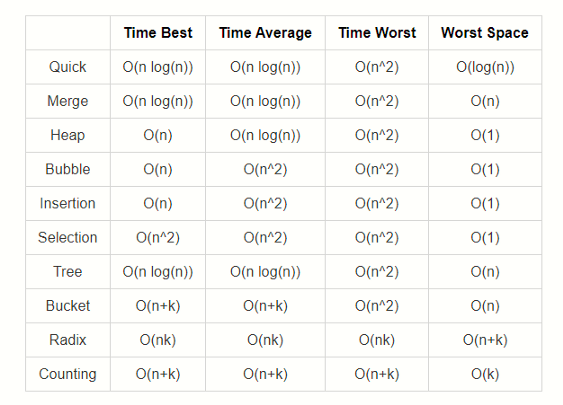 Time Best Time Average Time Worst Worst Space
Quick O(n log(n)) O(n log(n)) O(n^2) O(log(n))
Merge O(n log(n)) O(n log(n)) O(n^2) O(n)
Heap O(n) O(n log(n)) O(n^2) O(1)
Bubble O(n) O(n^2) O(n^2) O(1)
Insertion O(n) O(n^2) O(n^2) O(1)
Selection O(n^2) O(n^2) O(n^2) O(1)
Tree O(n log(n)) O(n log(n)) O(n^2) O(n)
Bucket O(n+k) O(n+k) O(n^2) O(n)
Radix O(nk) O(nk) O(nk) O(n+k)
Counting O(n+k) O(n+k) O(n+k) O(k)